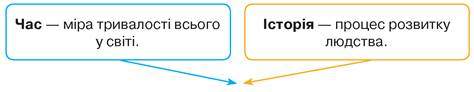 Час — міра тривалості всього
у світі.
Історія — процес розвитку
людства.